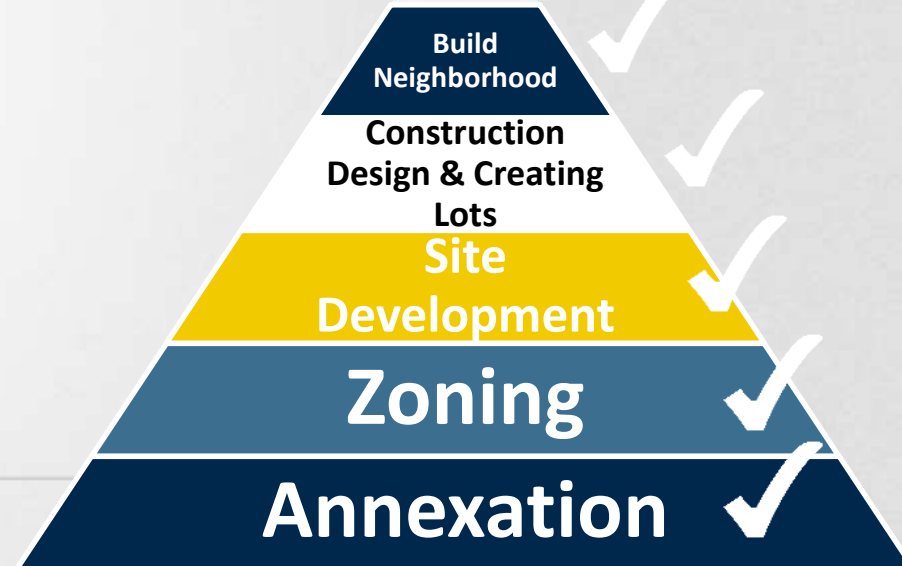 Build
Neighborhood
Construction
Design & Creating
Lots
Site
Development
Zoning
Annexation